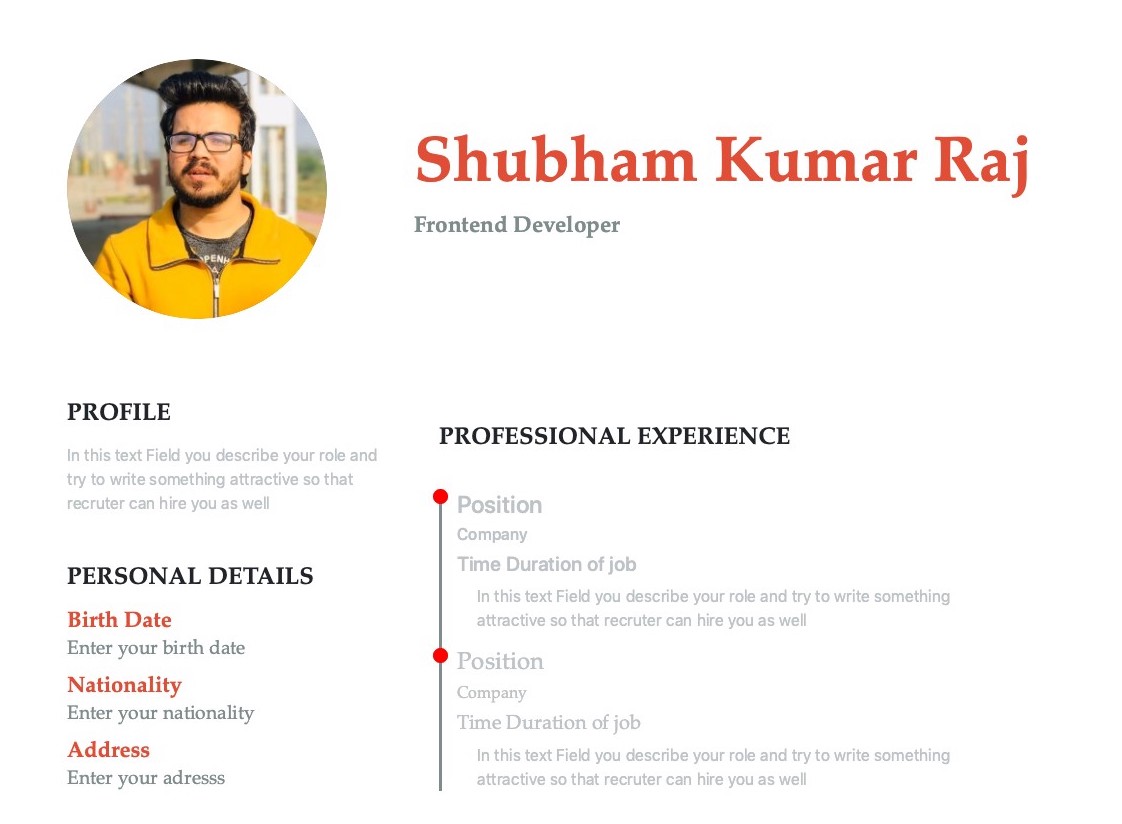 Shubham Kumar Raj
Frontend Developer
PROFILE
In this text Field you describe your role and
try to write something attractive so that
recruter can hire you as well
PERSONAL DETAILS
Birth Date
Enter your birth date
Nationality
Enter your nationality
Address
Enter your adresss
PROFESSIONAL EXPERIENCE
Position
Company
Time Duration of job
In this text Field you describe your role and try to write something
attractive so that recruter can hire you as well
Position
Company
Time Duration of job
In this text Field you describe your role and try to write something
attractive so that recruter can hire you as well